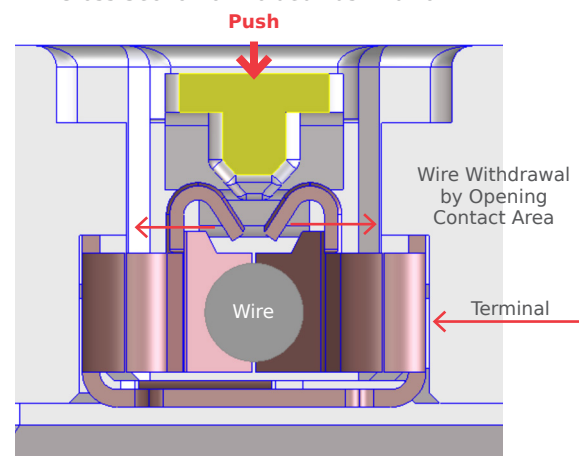 Push
Wire Withdrawal
by Opening
Contact Area
Wire
Terminal